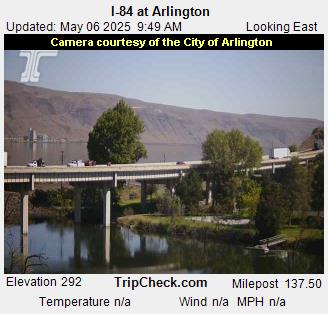 I-84 at Arlington
Updated: May 06 2025 9:49 AM Looking East
Camera courtesy of the City of Arlington
Elevation 292 TripCheck.com Milepost 137.50
Temperature n/a Wind n/a MPH n/a